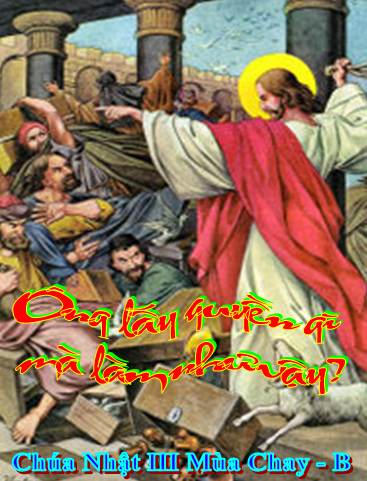 Ông lấy quyền gì
mà làm như vậy?
Chúa Nhật III Mùa Chay - B